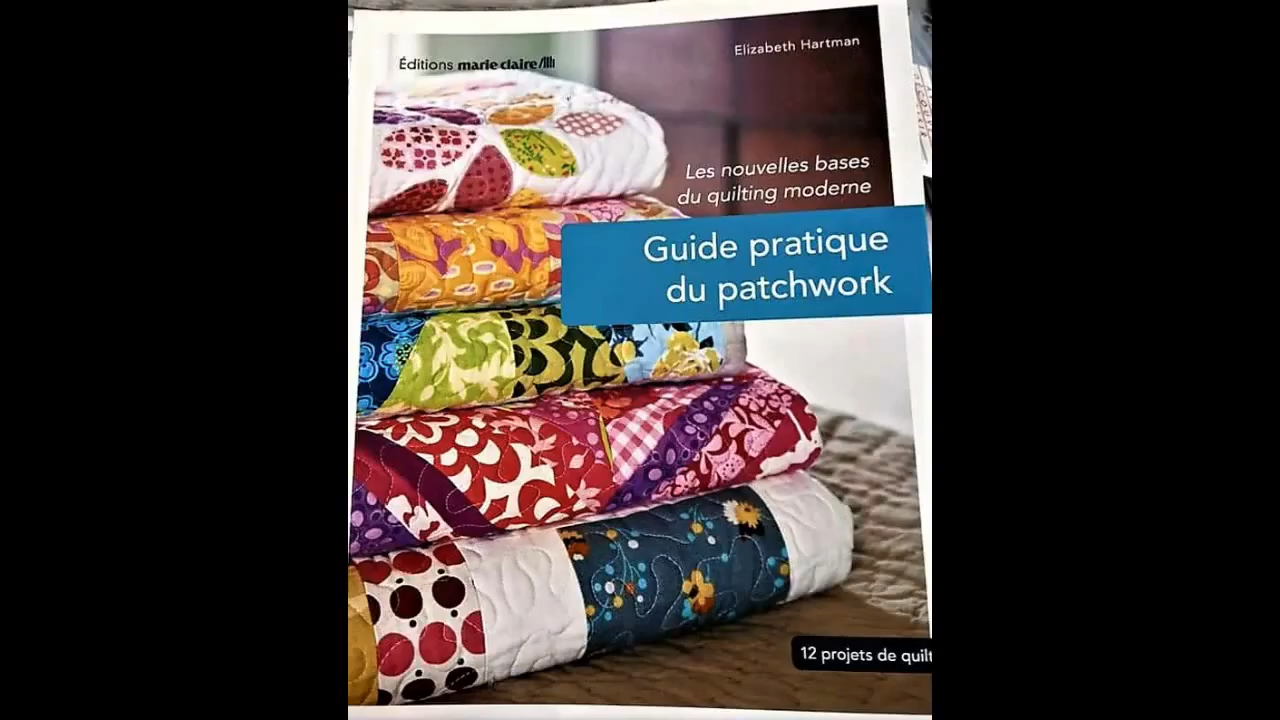 Elizabeth Hartman
Éditions marie claire
Les nouvelles bases
du quilting moderne
Guide pratique
du patchwork
12 projets de quilt